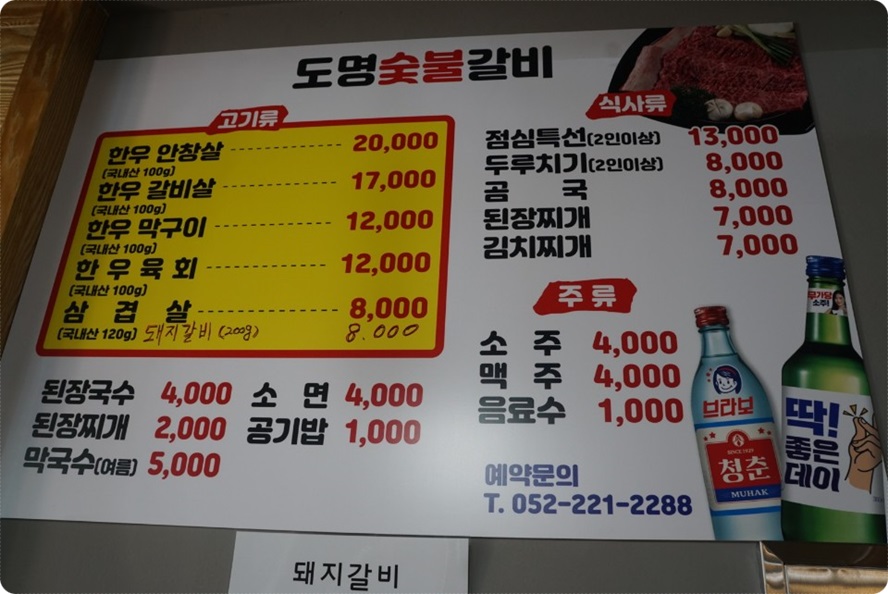 도명숯불갈비
고기류
한우 안창살 20,000
(국내산 100g)
한우 갈비살 17,000
(국내산 100g)
한우 막구이 12,000
(국내산 100g)
한우육회 12,000
(국내산 100g)
삼겹살 8,000
(국내산 120g) 돼지갈비 (200g) 8.000
된장국수 4,000 소면 4,000
된장찌개 2,000 공기밥 1,000
막국수(여름) 5,000
식사류
점심특선(2인이상) 13,000
두루치기(2인이상) 8,000
곰국 8,000
된장찌개 7,000
김치찌개 7,000
주류
소주 4,000
맥주 4,000
음료수 1,000
예약문의
T. 052-221-2288
브라보
SINCE 1929
청춘
MUHAK
무가당
소주!
딱!
좋은
데이
돼지갈비